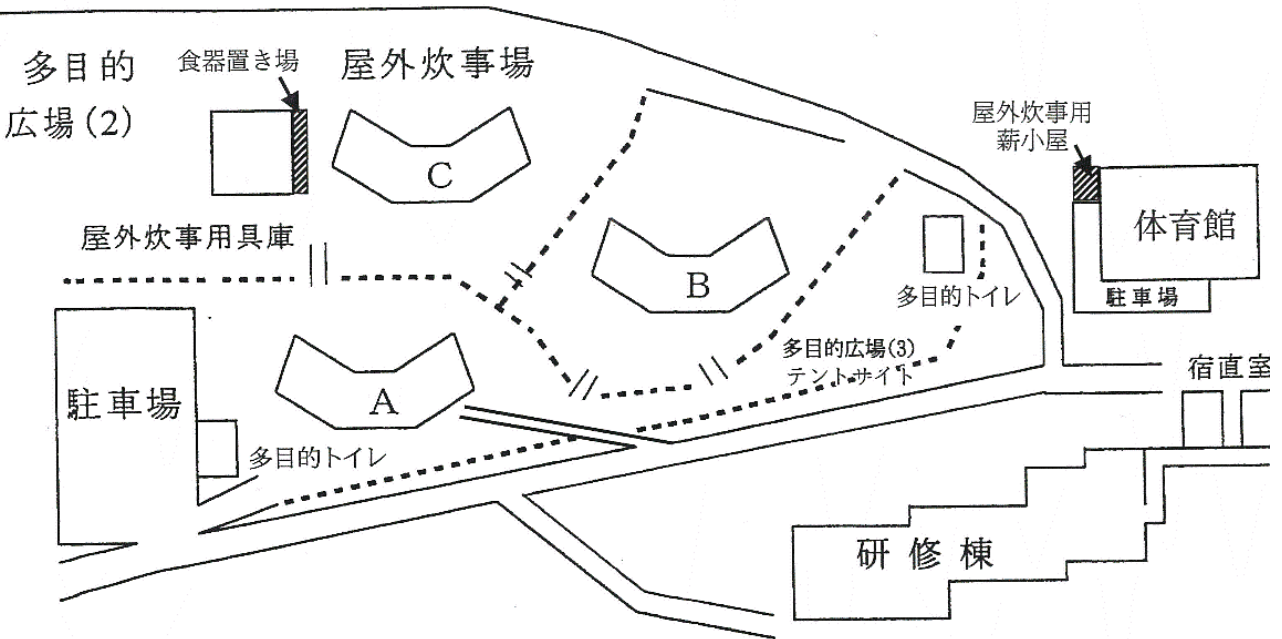 多目的
広場(2)
食器置き場
屋外炊事場
C
屋外炊事用具庫
屋外炊事用
薪小屋
体育館
駐車場
B
多目的トイレ
多目的広場(3)
テントサイト
駐車場
A
多目的トイレ
宿直室
研修棟